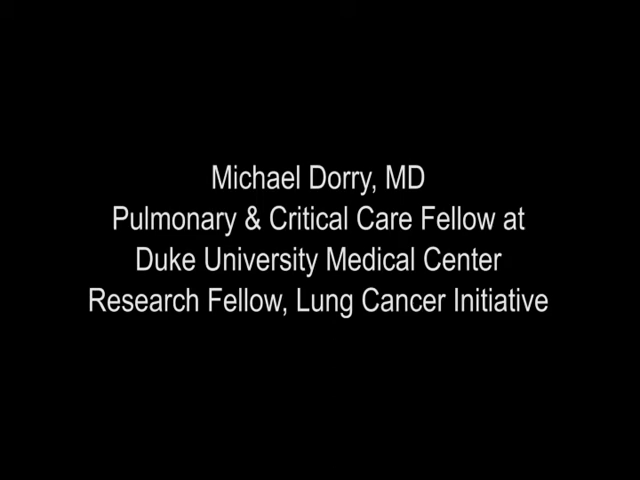 Michael Dorry, MD
Pulmonary & Critical Care Fellow at
Duke University Medical Center
Research Fellow, Lung Cancer Initiative